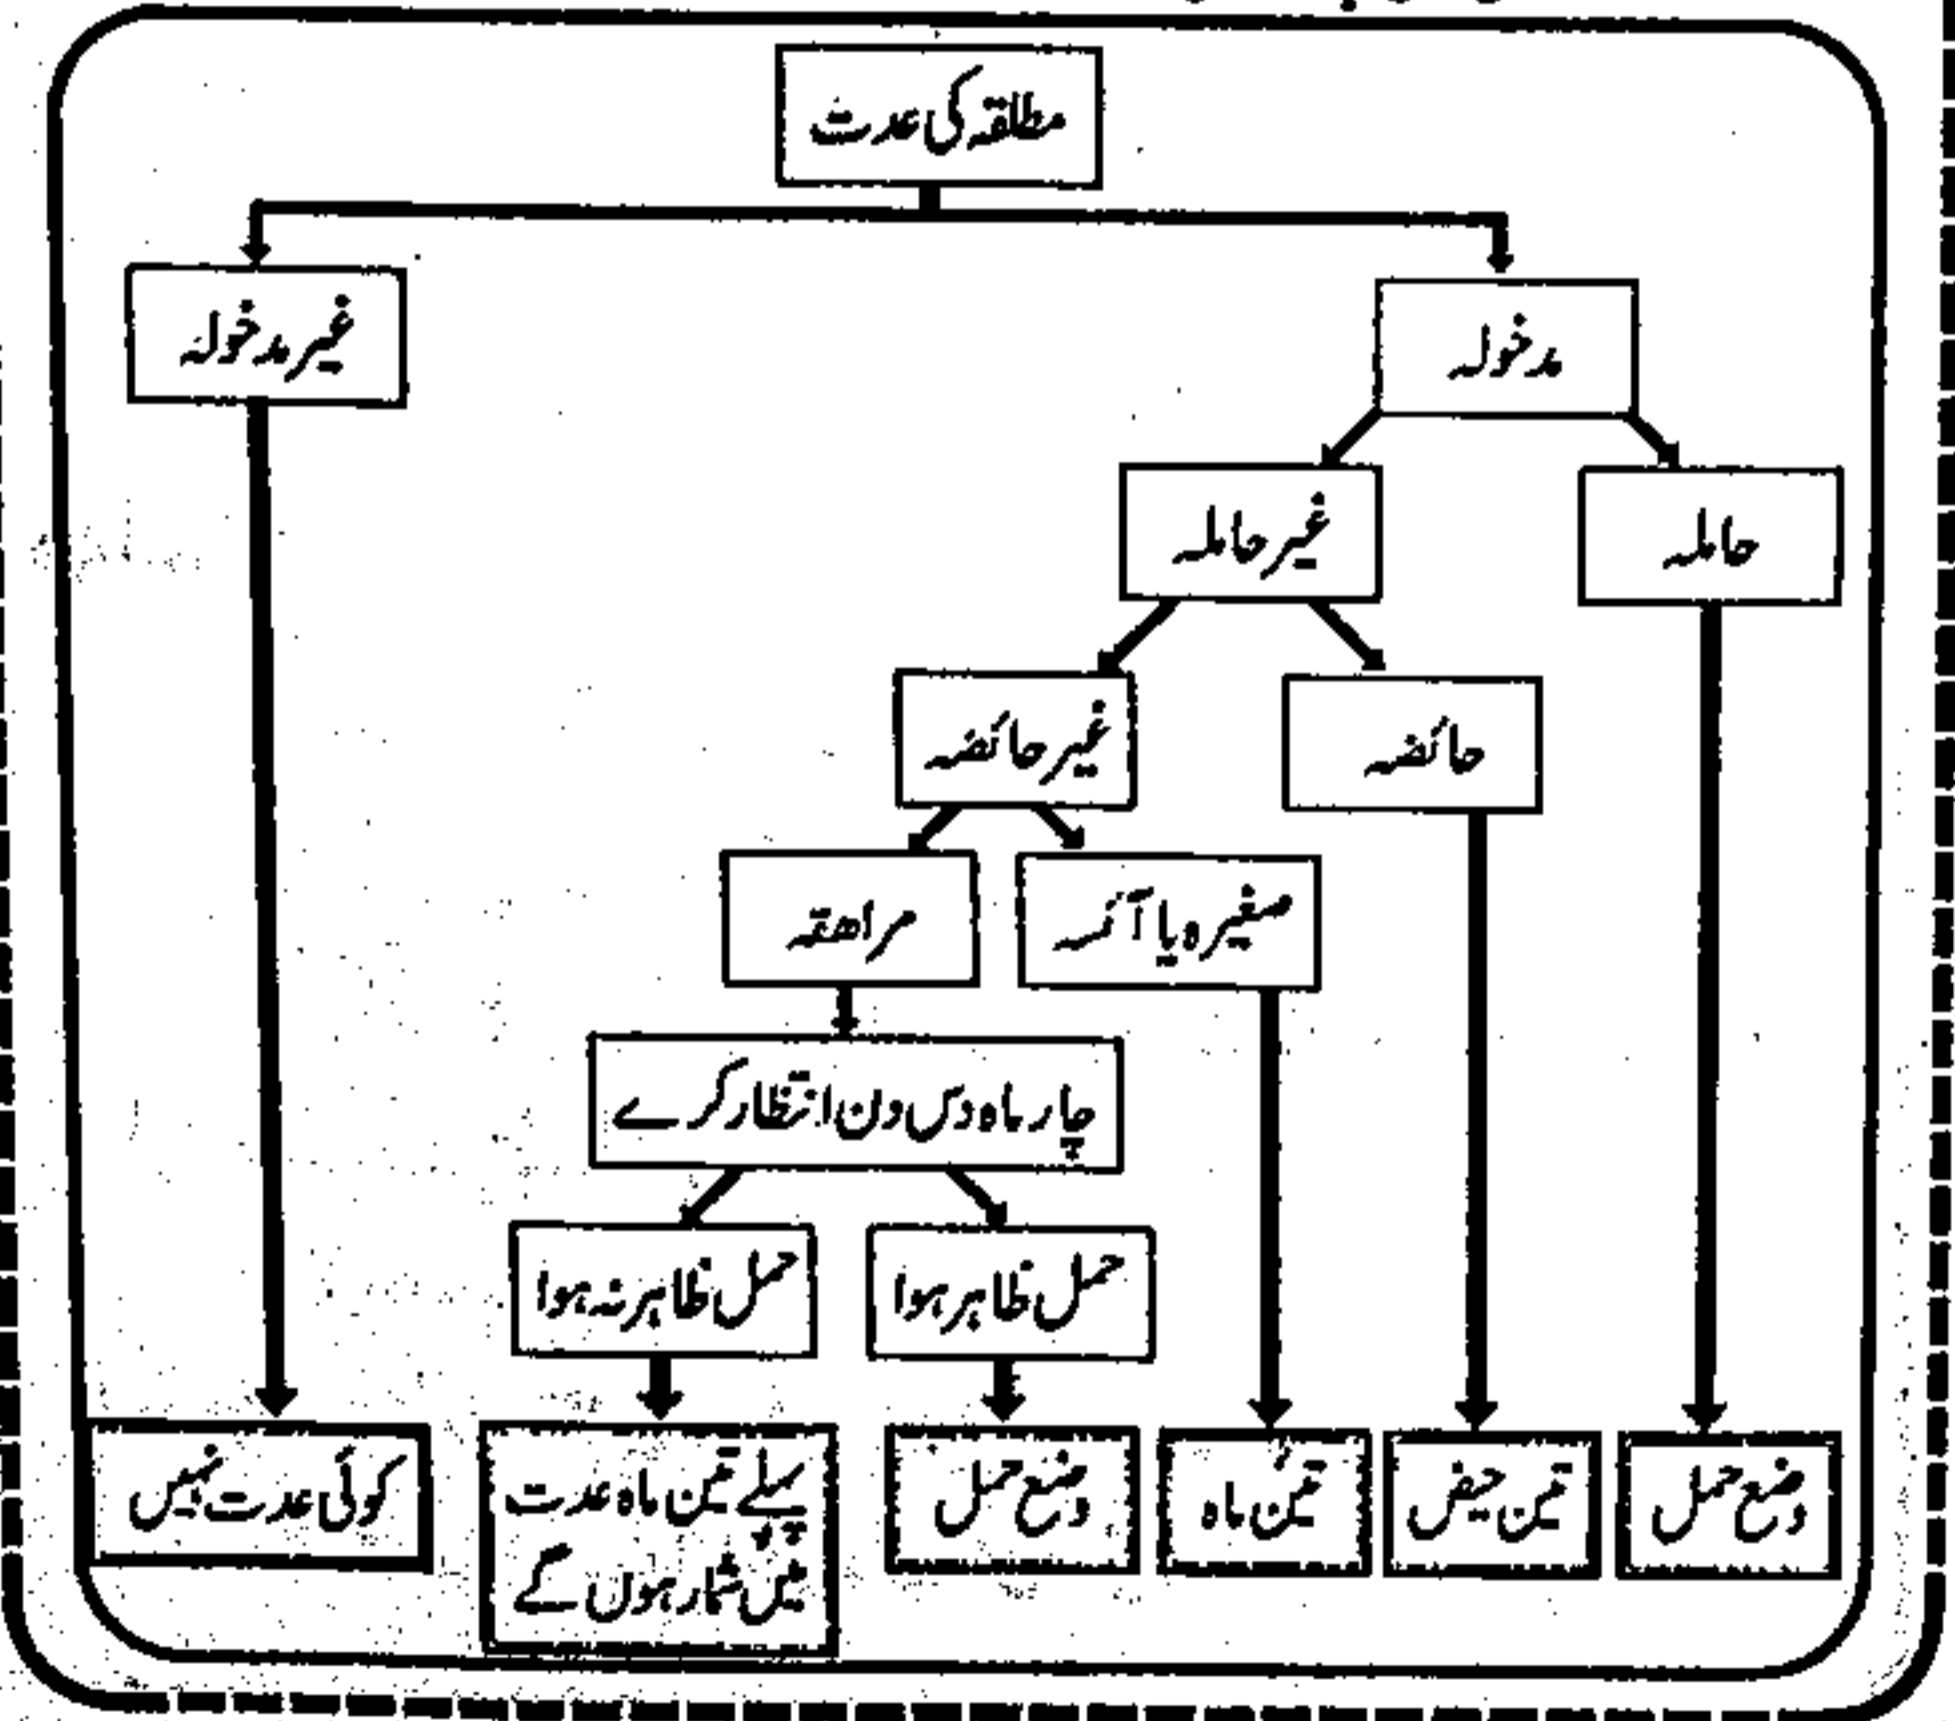 مطلقہ کی عدت
مدخولہ
غیر مدخولہ
حاملہ
غیر حاملہ
حائضہ
غیر حائضہ
صغیرہ یا آئسہ
مراھقہ
چار ماہ دس دن انتظار کرے
حمل ظاہر ہوا
حمل ظاہر نہ ہوا
وضع حمل
تین حیض
تین ماہ
وضع حمل
پہلے تین ماہ عدت
میں شمار ہوں گے
کوئی عدت نہیں